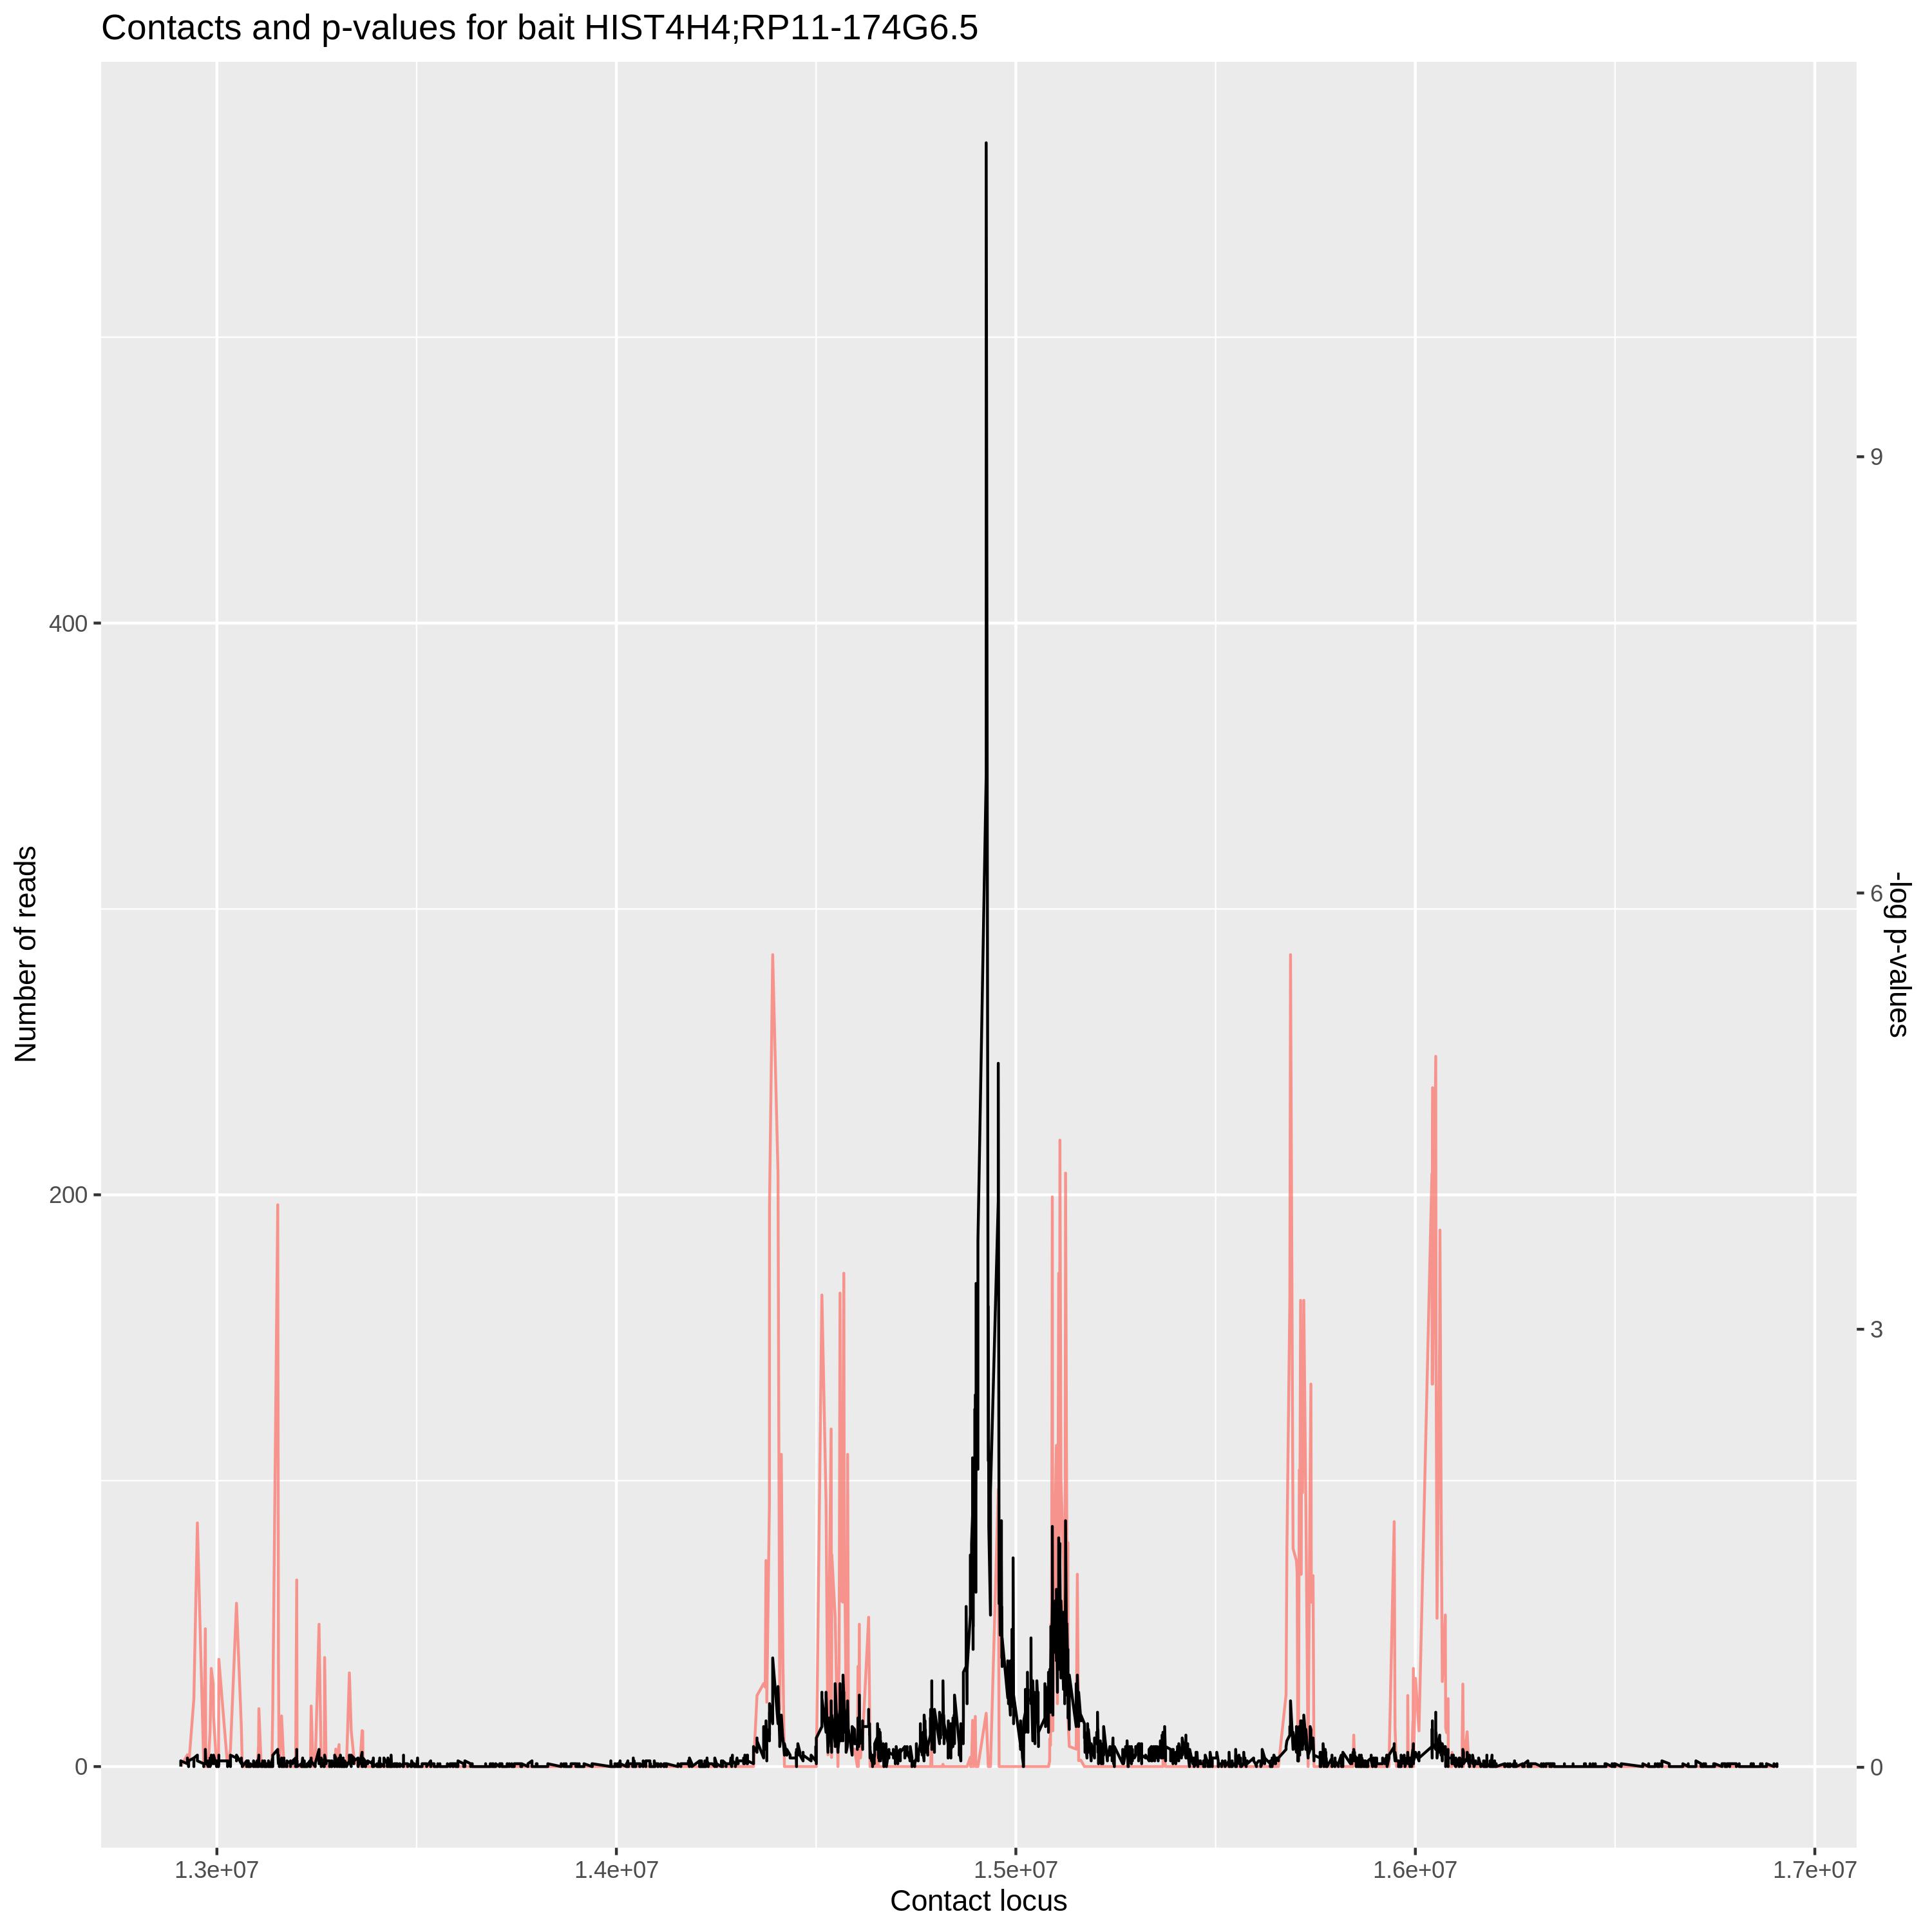 Contacts and p-values for bait HIST4H4;RP11-174G6.5
Number of reads
400
200
0
9
6
3
0
-log p-values
1.3e+07 1.4e+07 1.5e+07 1.6e+07 1.7e+07
Contact locus